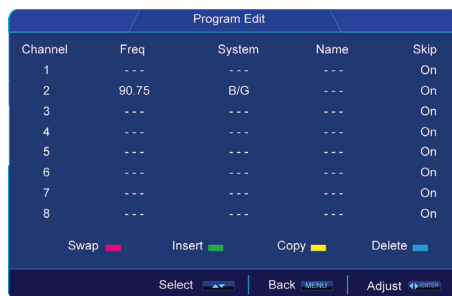 Program Edit
Channel Freq System Name Skip
1 - - - - - - - - - On
2 90.75 B/G - - - On
3 - - - - - - - - - On
4 - - - - - - - - - On
5 - - - - - - - - - On
6 - - - - - - - - - On
7 - - - - - - - - - On
8 - - - - - - - - - On
Swap Insert Copy Delete
Select Back MENU Adjust ENTER